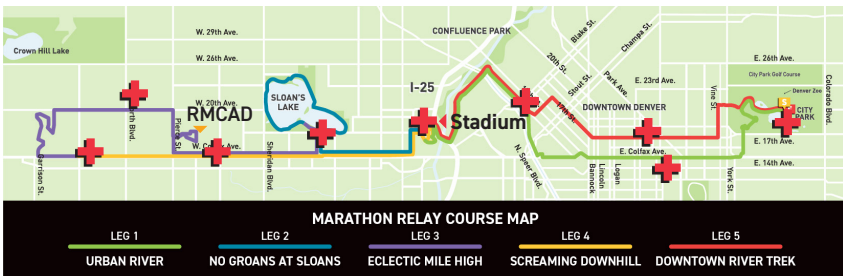 CONFLUENCE PARK
W. 29th Ave.
Crown Hill Lake
W. 26th Ave.
Blake St.
Champa St.
20th St.
Stout St.
Park Ave.
E. 26th Ave.
City Park Golf Course
E. 23rd Ave.
Vine St.
Denver Zoo
Colorado Blvd.
I-25
SLOAN'S
LAKE
W. 20th Ave.
RMCAD
Pierce St.
Stadium
DOWNTOWN DENVER
CITY
PARK
E. 17th Ave.
E. Colfax Ave.
E. 14th Ave.
Harrison St.
Sheridan Blvd.
N. Speer Blvd.
Bannock
Lincoln
Logan
York St.
MARATHON RELAY COURSE MAP
LEG 1
URBAN RIVER
LEG 2
NO GROANS AT SLOANS
LEG 3
ECLECTIC MILE HIGH
LEG 4
SCREAMING DOWNHILL
LEG 5
DOWNTOWN RIVER TREK